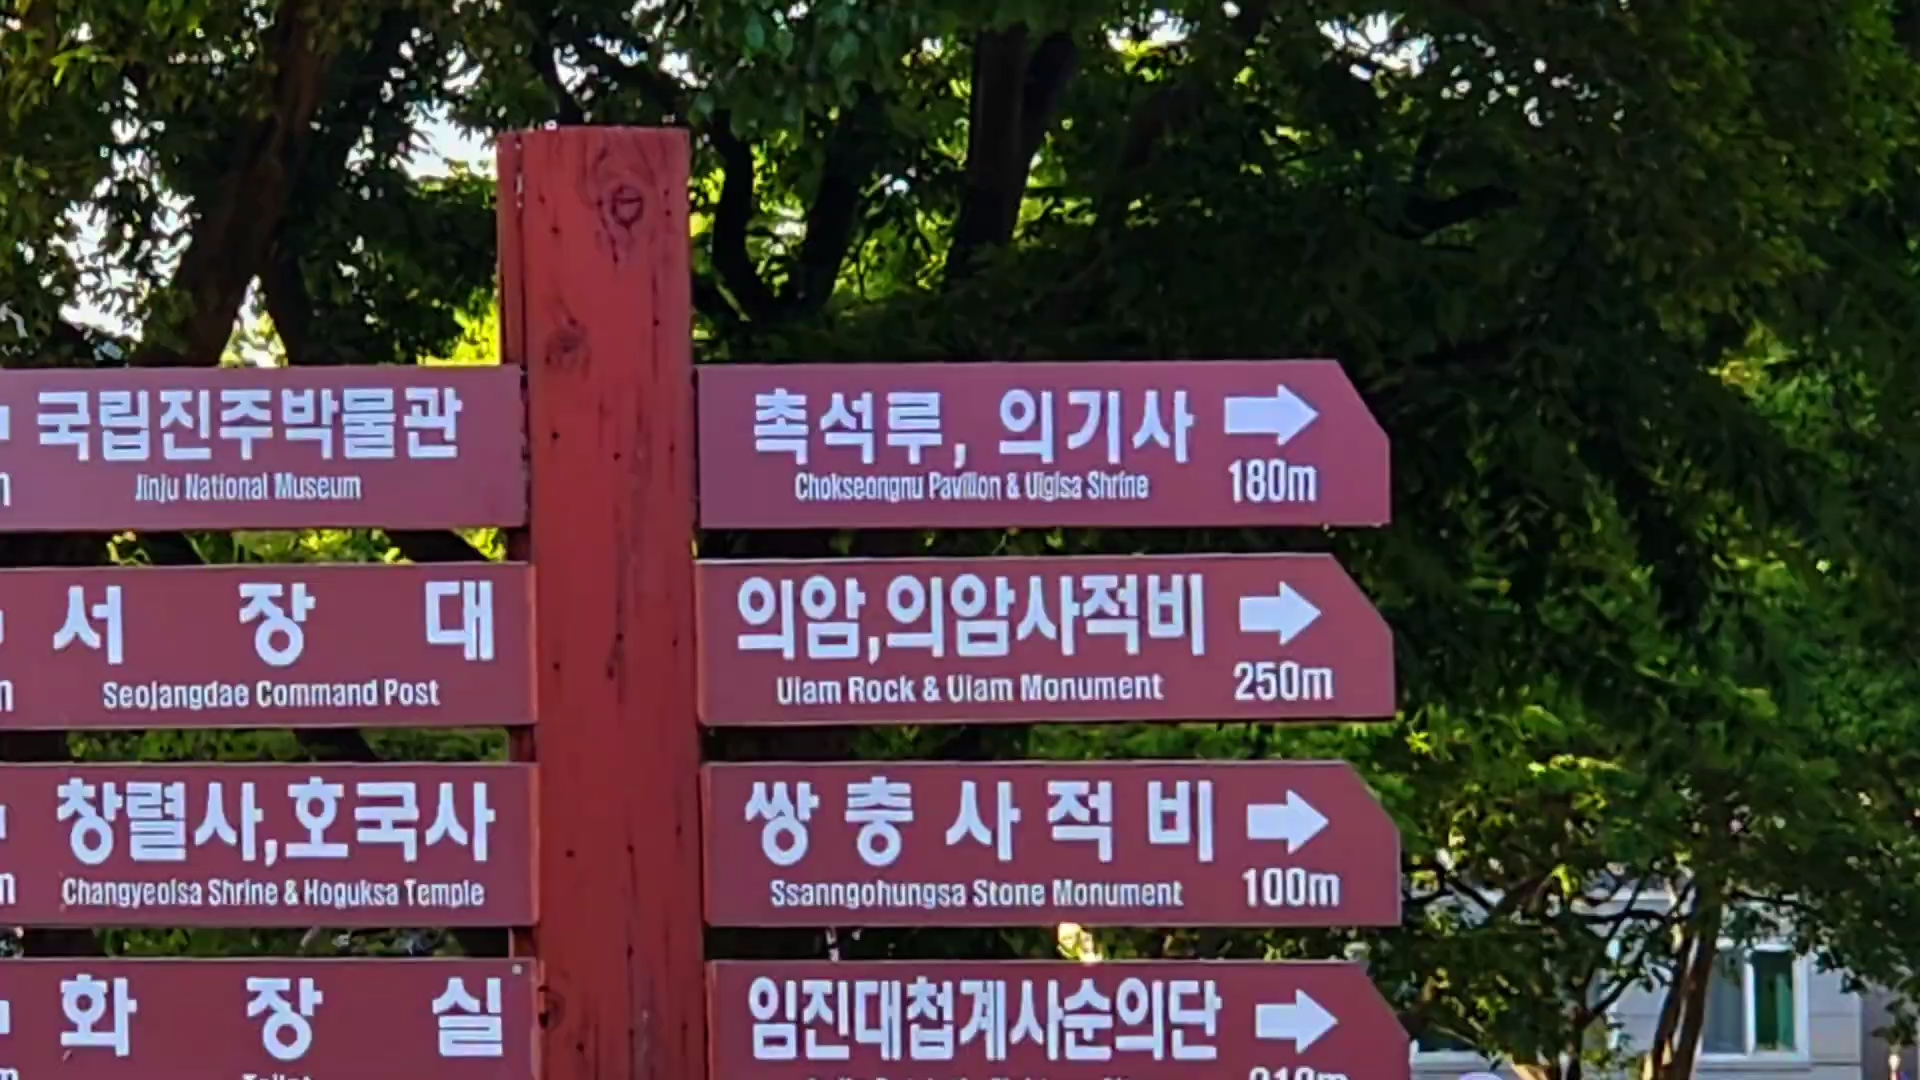 국립진주박물관
Jinju National Museum
서 장 대
Seojangdae Command Post
창렬사,호국사
Changyeolsa Shrine & Hoguksa Temple
화 장 실
Toilet
촉석루, 의기사
Chokseongnu Pavilion & Uigisa Shrine
180m
의암,의암사적비
Uiam Rock & Uiam Monument
250m
쌍 충 사 적 비
Ssanngohungsa Stone Monument
100m
임진대첩계사순의단